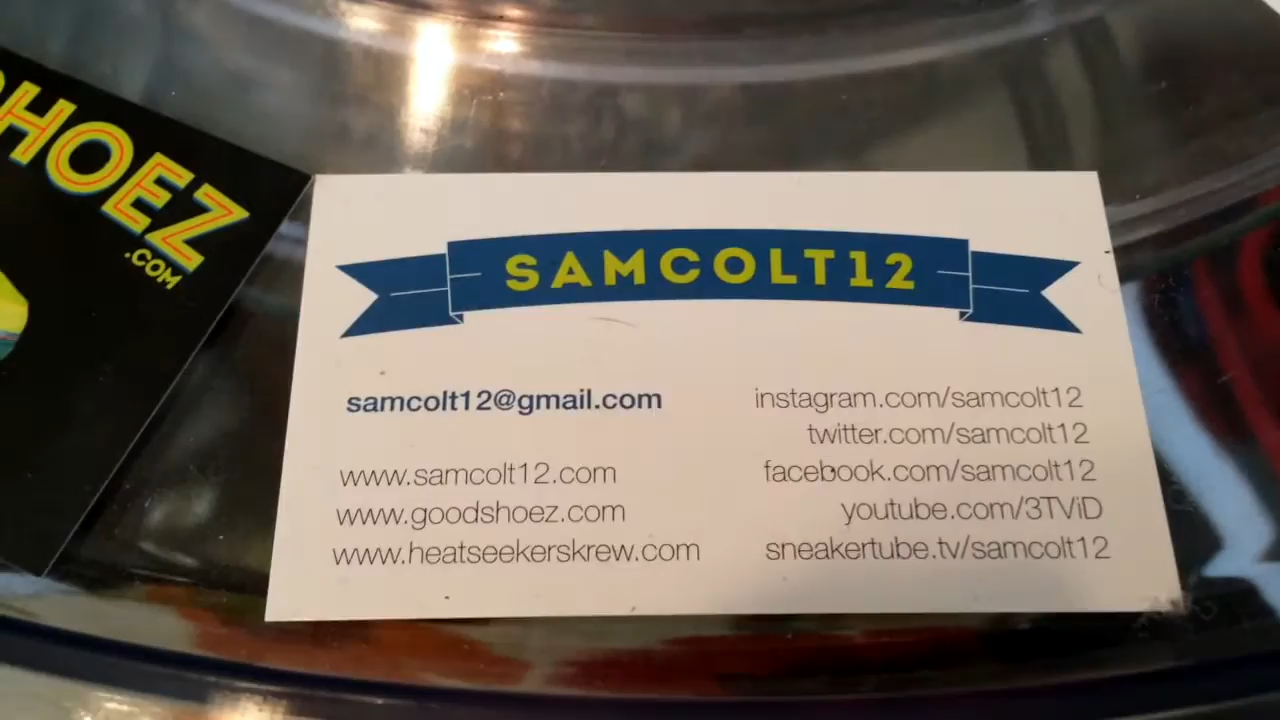 HOEZ
.COM
SAMCOLT12
samcolt12@gmail.com
www.samcolt12.com
www.goodshoez.com
www.heatseekerskrew.com
instagram.com/samcolt12
twitter.com/samcolt12
facebook.com/samcolt12
youtube.com/3TViD
sneakertube.tv/samcolt12